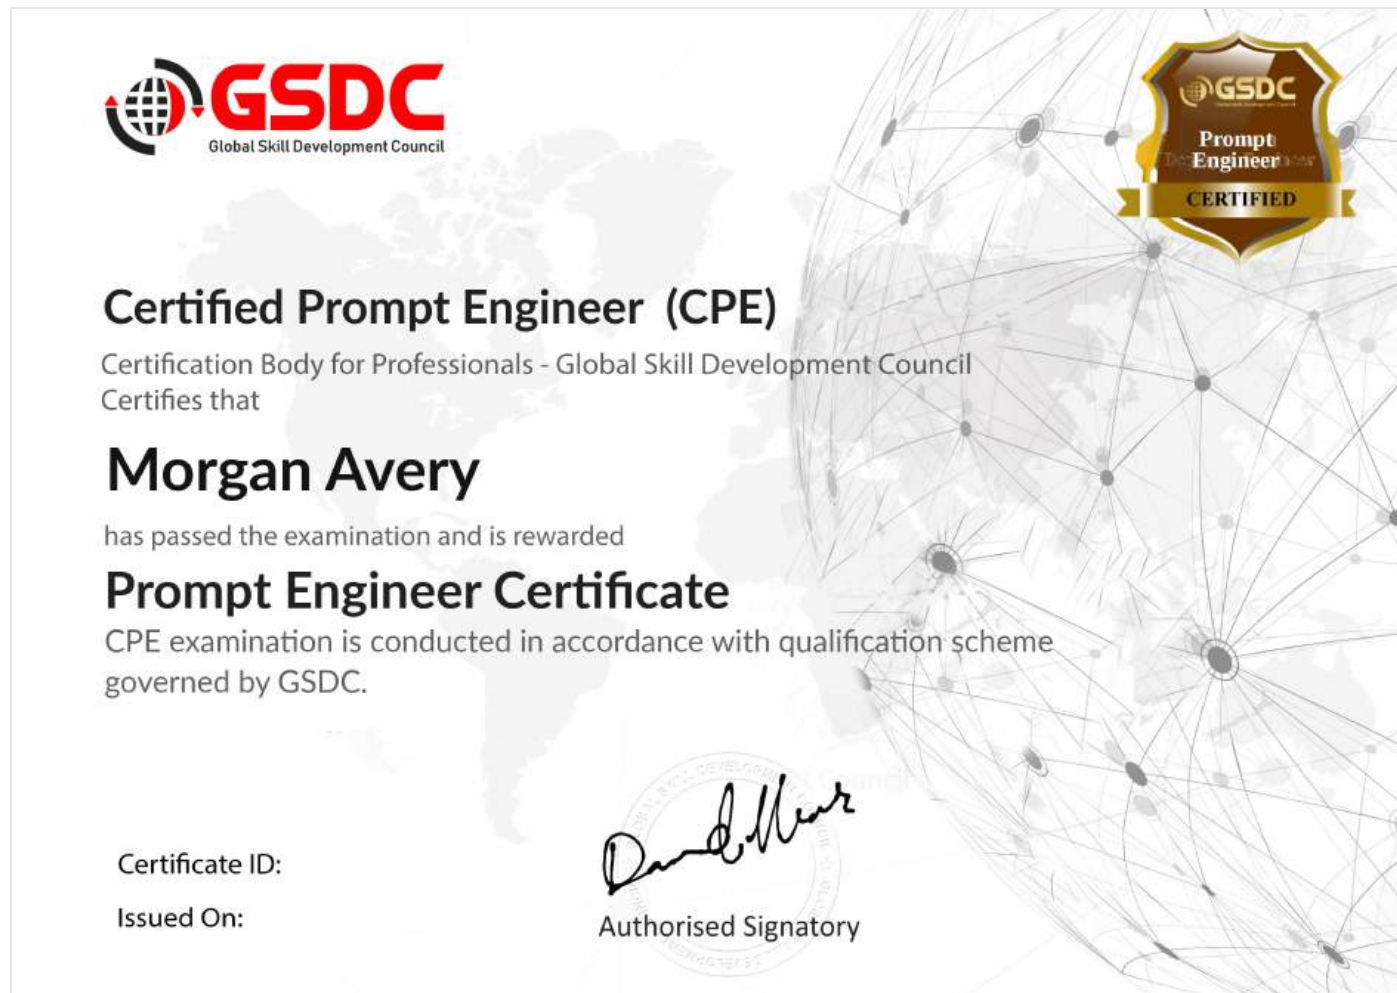 GSDC
Global Skill Development Council
GSDC
Prompt
Engineer
CERTIFIED
Certified Prompt Engineer (CPE)
Certification Body for Professionals - Global Skill Development Council
Certifies that
Morgan Avery
has passed the examination and is rewarded
Prompt Engineer Certificate
CPE examination is conducted in accordance with qualification scheme
governed by GSDC.
Certificate ID:
Issued On:
Authorised Signatory